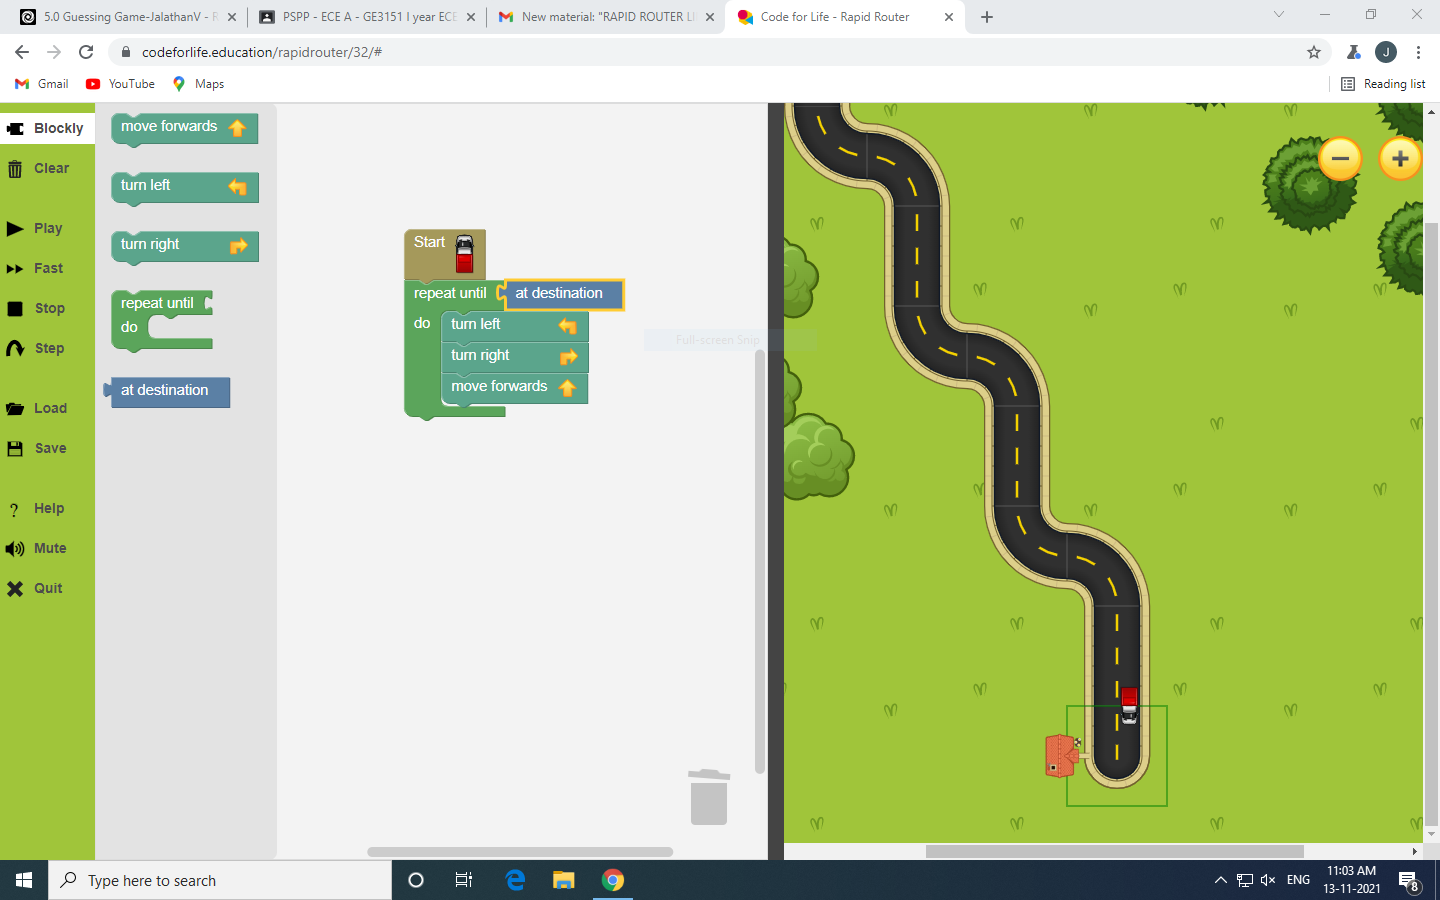 5.0 Guessing Game-JalathanV - R
PSPP - ECE A - GE3151 I year ECE
New material: "RAPID ROUTER LI
Code for Life - Rapid Router
codeforlife.education/rapidrouter/32/#
J
Gmail
YouTube
Maps
Reading list
Blockly
Clear
Play
Fast
Stop
Step
Load
Save
Help
Mute
Quit
move forwards
turn left
turn right
repeat until
do
at destination
Start
repeat until at destination
do turn left
turn right
move forwards
Full-screen Snip
Type here to search
ENG
11:03 AM
13-11-2021
8